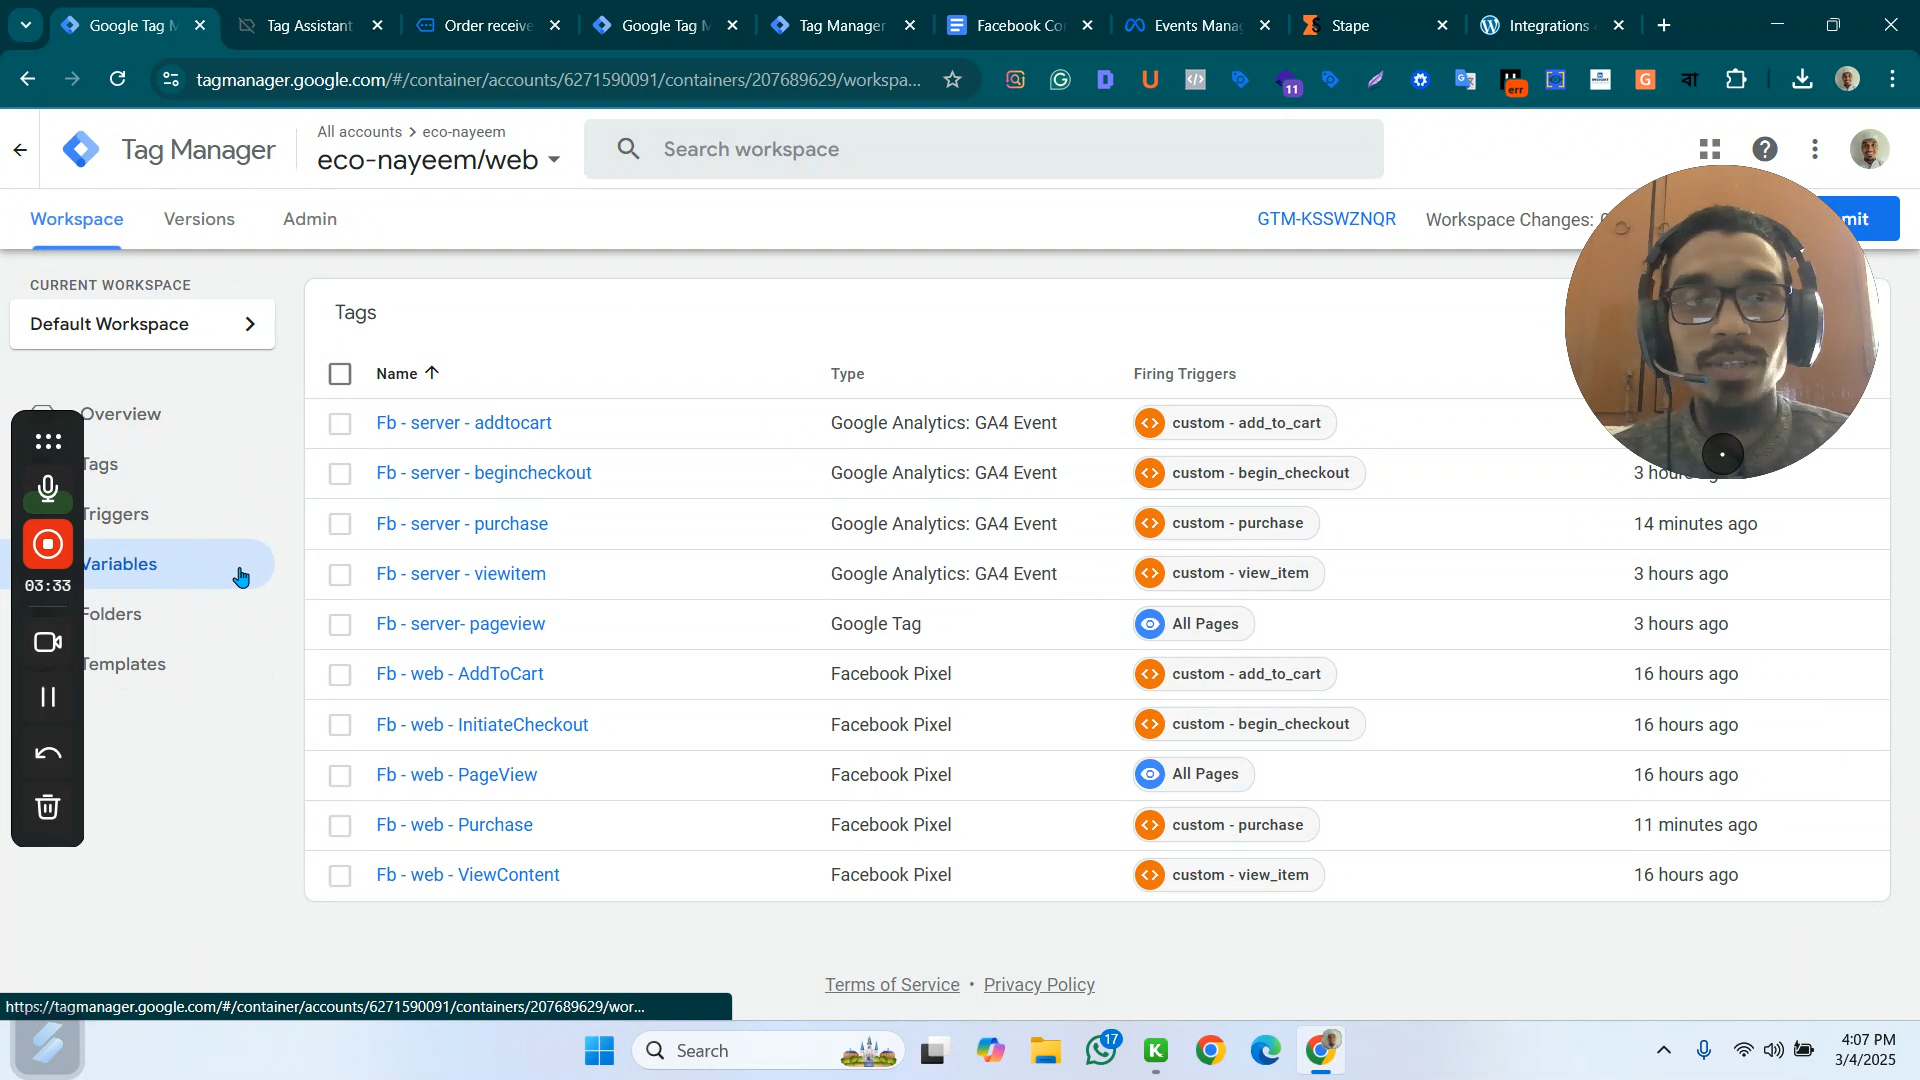 Google Tag M
Tag Assistant
Order receive
Google Tag M
Tag Manager
Facebook Co
Events Mana
Stape
Integrations
tagmanager.google.com/#/container/accounts/6271590091/containers/207689629/workspa...
11
err
বা
Tag Manager
All accounts > eco-nayeem
eco-nayeem/web
Search workspace
Workspace
Versions
Admin
GTM-KSSWZNQR
Workspace Changes:
mit
CURRENT WORKSPACE
Default Workspace
Overview
Tags
Triggers
Variables
Folders
Templates
03:33
Tags
Name
Type
Firing Triggers
Fb - server - addtocart
Google Analytics: GA4 Event
custom - add_to_cart
Fb - server - begincheckout
Google Analytics: GA4 Event
custom - begin_checkout
3 hours ago
Fb - server - purchase
Google Analytics: GA4 Event
custom - purchase
14 minutes ago
Fb - server - viewitem
Google Analytics: GA4 Event
custom - view_item
3 hours ago
Fb - server- pageview
Google Tag
All Pages
3 hours ago
Fb - web - AddToCart
Facebook Pixel
custom - add_to_cart
16 hours ago
Fb - web - InitiateCheckout
Facebook Pixel
custom - begin_checkout
16 hours ago
Fb - web - PageView
Facebook Pixel
All Pages
16 hours ago
Fb - web - Purchase
Facebook Pixel
custom - purchase
11 minutes ago
Fb - web - ViewContent
Facebook Pixel
custom - view_item
16 hours ago
Terms of Service • Privacy Policy
https://tagmanager.google.com/#/container/accounts/6271590091/containers/207689629/wor...
Search
17
4:07 PM
3/4/2025